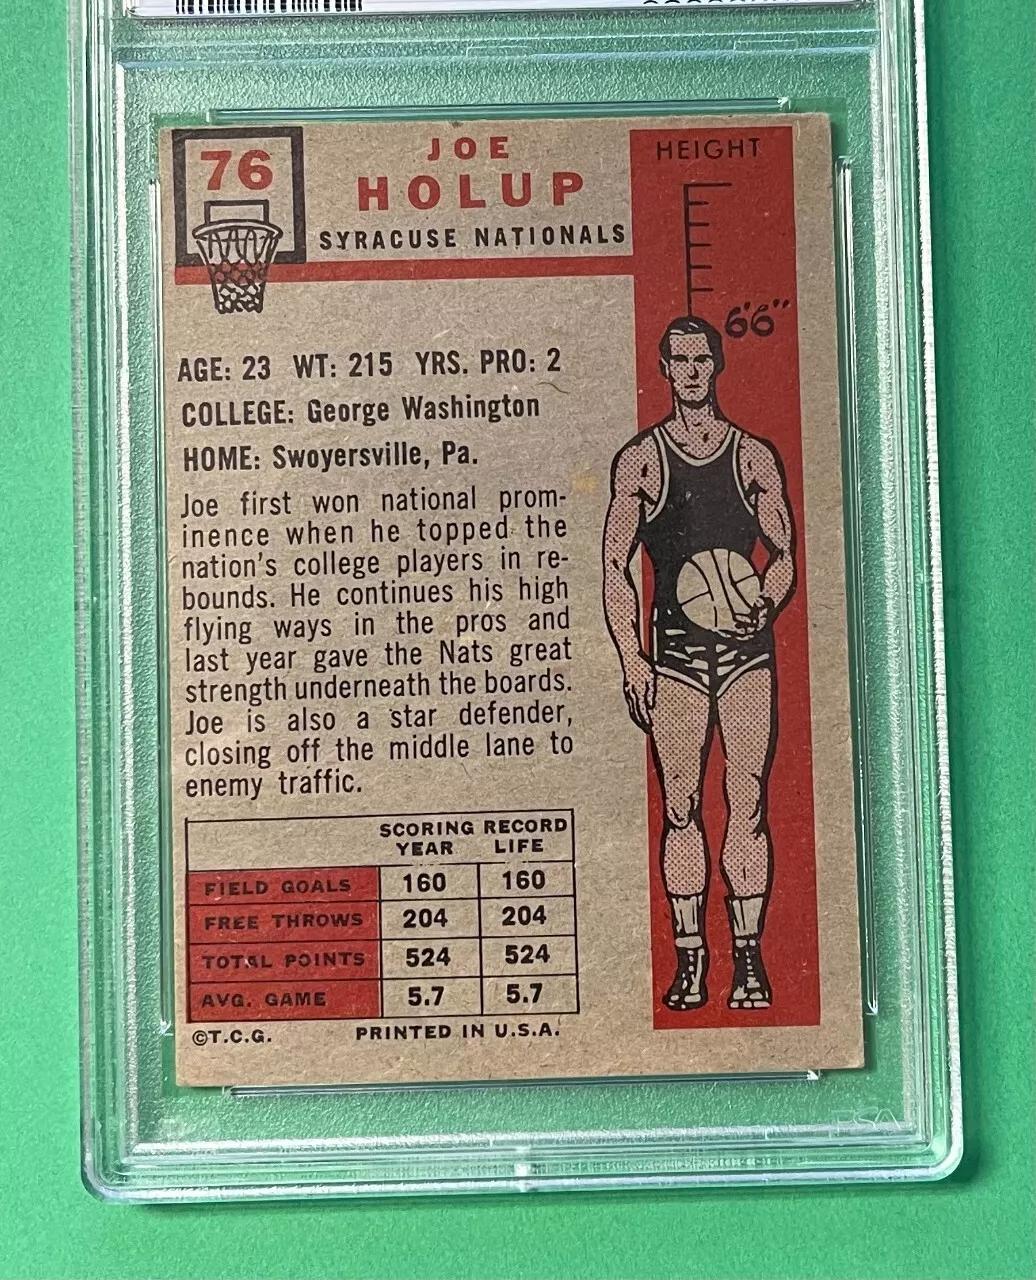 76
JOE
HOLUP
SYRACUSE NATIONALS
HEIGHT
6'6"
AGE: 23 WT: 215 YRS. PRO: 2
COLLEGE: George Washington
HOME: Swoyersville, Pa.
Joe first won national prom-
inence when he topped the
nation's college players in re-
bounds. He continues his high
flying ways in the pros and
last year gave the Nats great
strength underneath the boards.
Joe is also a star defender,
closing off the middle lane to
enemy traffic.
SCORING RECORD
YEAR LIFE
FIELD GOALS 160 160
FREE THROWS 204 204
TOTAL POINTS 524 524
AVG. GAME 5.7 5.7
©T.C.G. PRINTED IN U.S.A.
PSA